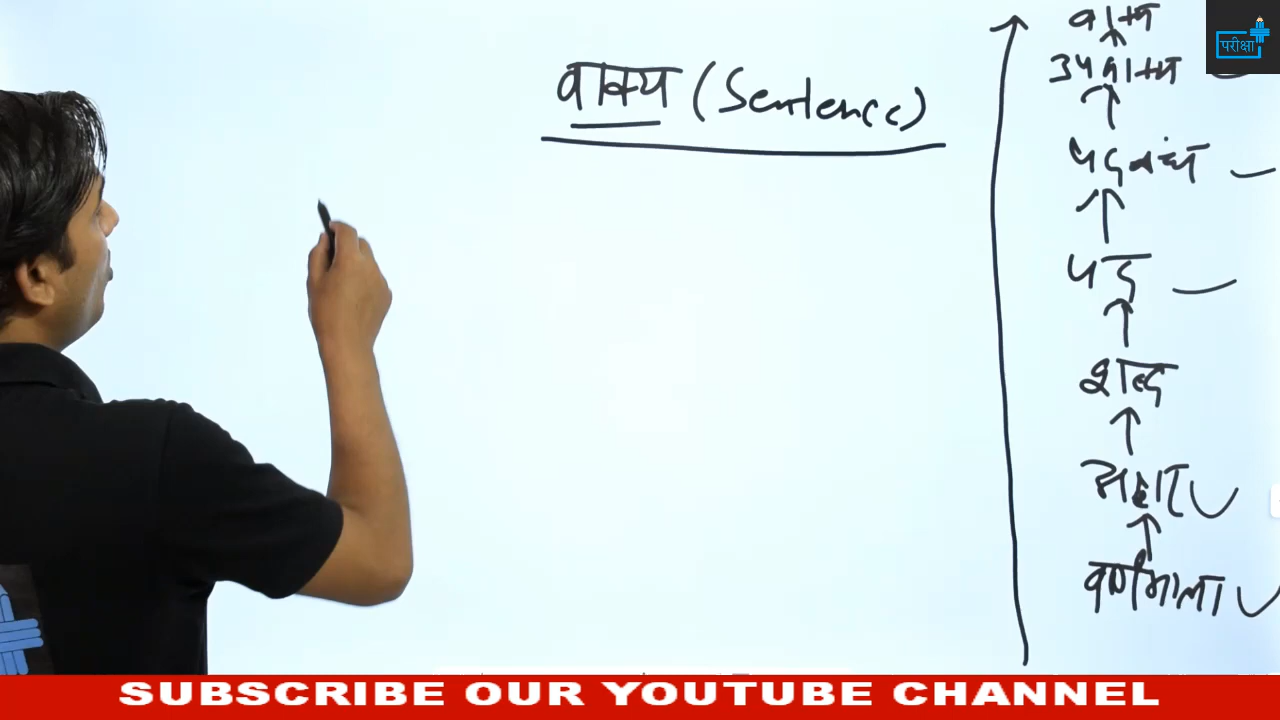 वाक्य (Sentence)
वाक्य
उपवाक्य
पदबंध
पद
शब्द
अक्षर
वर्णमाला
परीक्षा
SUBSCRIBE OUR YOUTUBE CHANNEL